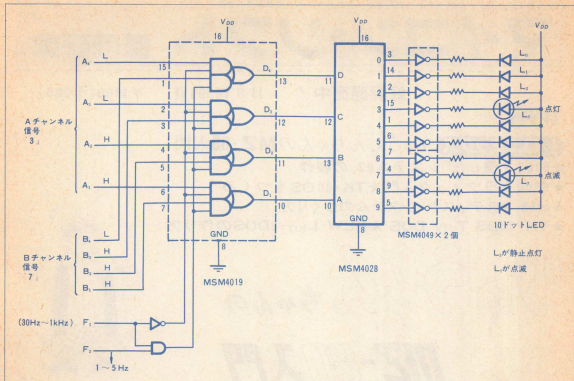 VDD
16
VDD
16
VDD
Aチャンネル
信号
「3」
A4 L
A3 L
A2 H
A1 H
15
1
2
3
4
5
6
7
D4
D3
D2
D1
13
12
11
10
11
12
13
10
D
C
B
A
0
1
2
3
4
5
6
7
8
9
3
14
2
15
1
6
7
4
9
5
L0
L1
L2
L3
点灯
L7
点滅
GND
8
MSM4019
GND
8
MSM4028
MSM4049×2個
10ドットLED
L3が静止点灯
L7が点滅
Bチャンネル
信号
「7」
B4 L
B3 H
B2 H
B1 H
(30Hz〜1kHz)
F1
F2
1〜5Hz